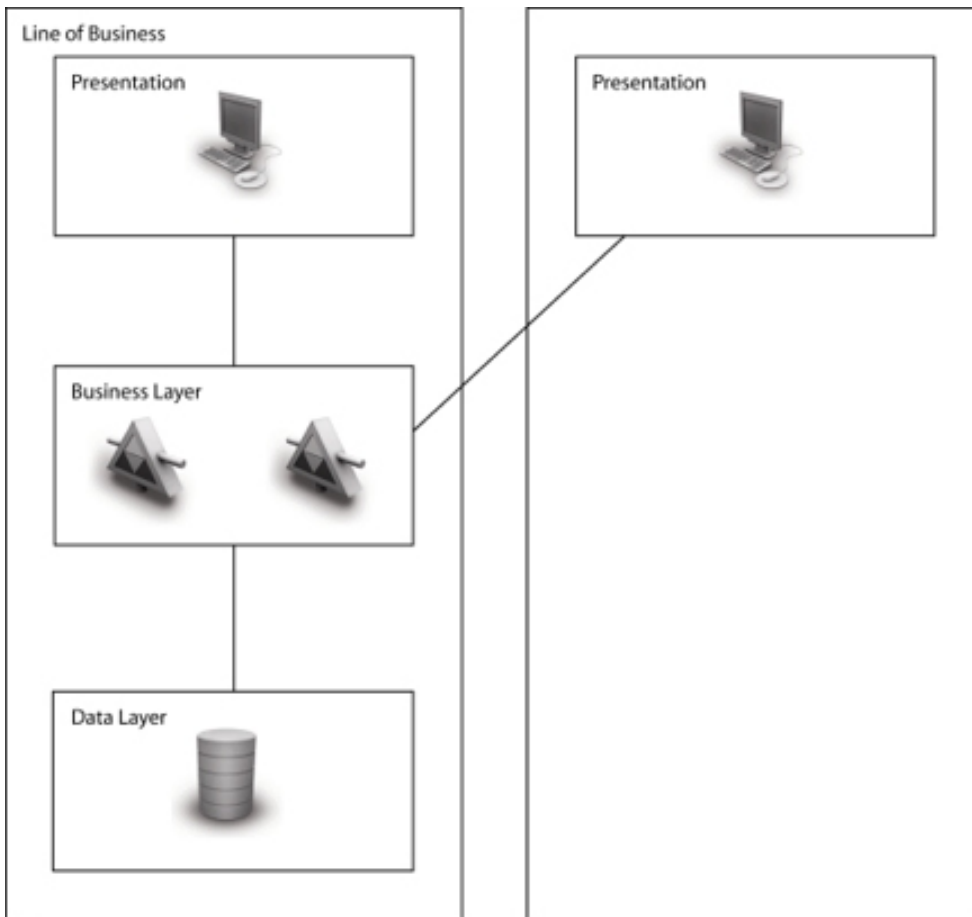 Line of Business
Presentation
Presentation
Business Layer
Data Layer